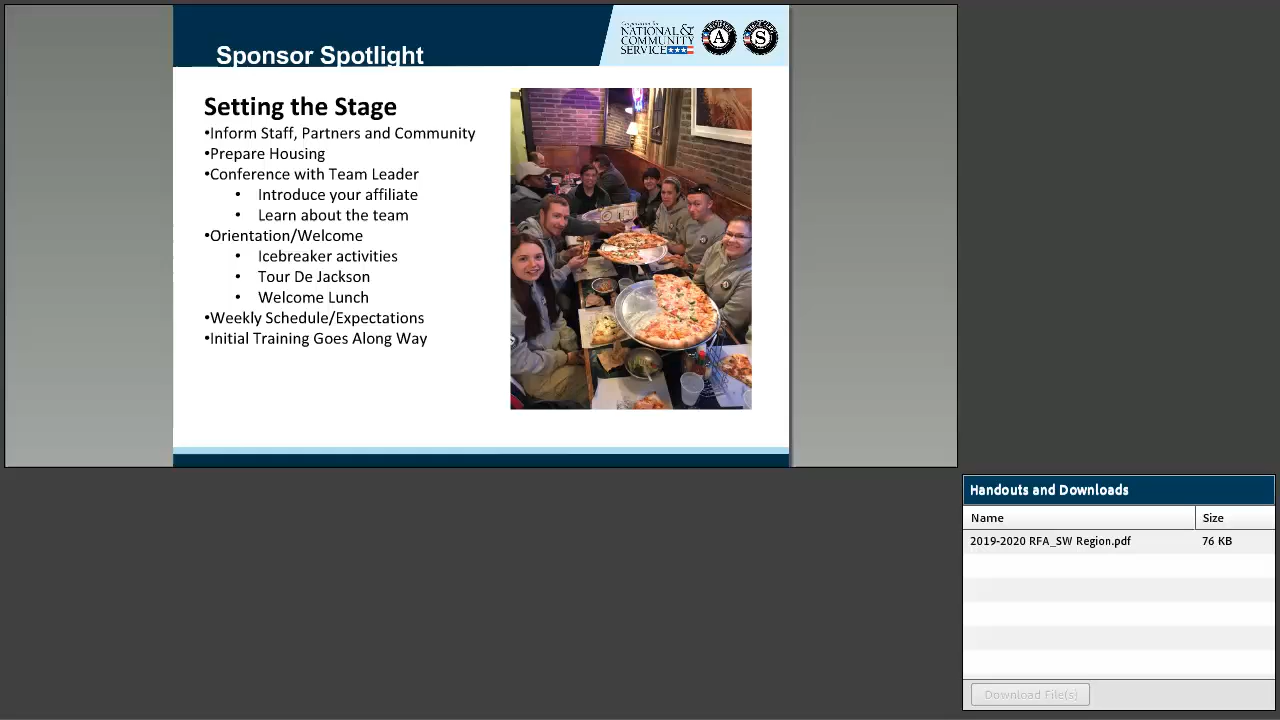 Sponsor Spotlight
Corporation for
NATIONAL &
COMMUNITY
SERVICE
A
S
Setting the Stage
•Inform Staff, Partners and Community
•Prepare Housing
•Conference with Team Leader
• Introduce your affiliate
• Learn about the team
•Orientation/Welcome
• Icebreaker activities
• Tour De Jackson
• Welcome Lunch
•Weekly Schedule/Expectations
•Initial Training Goes Along Way
Handouts and Downloads
Name Size
2019-2020 RFA_SW Region.pdf 76 KB
Download File(s)